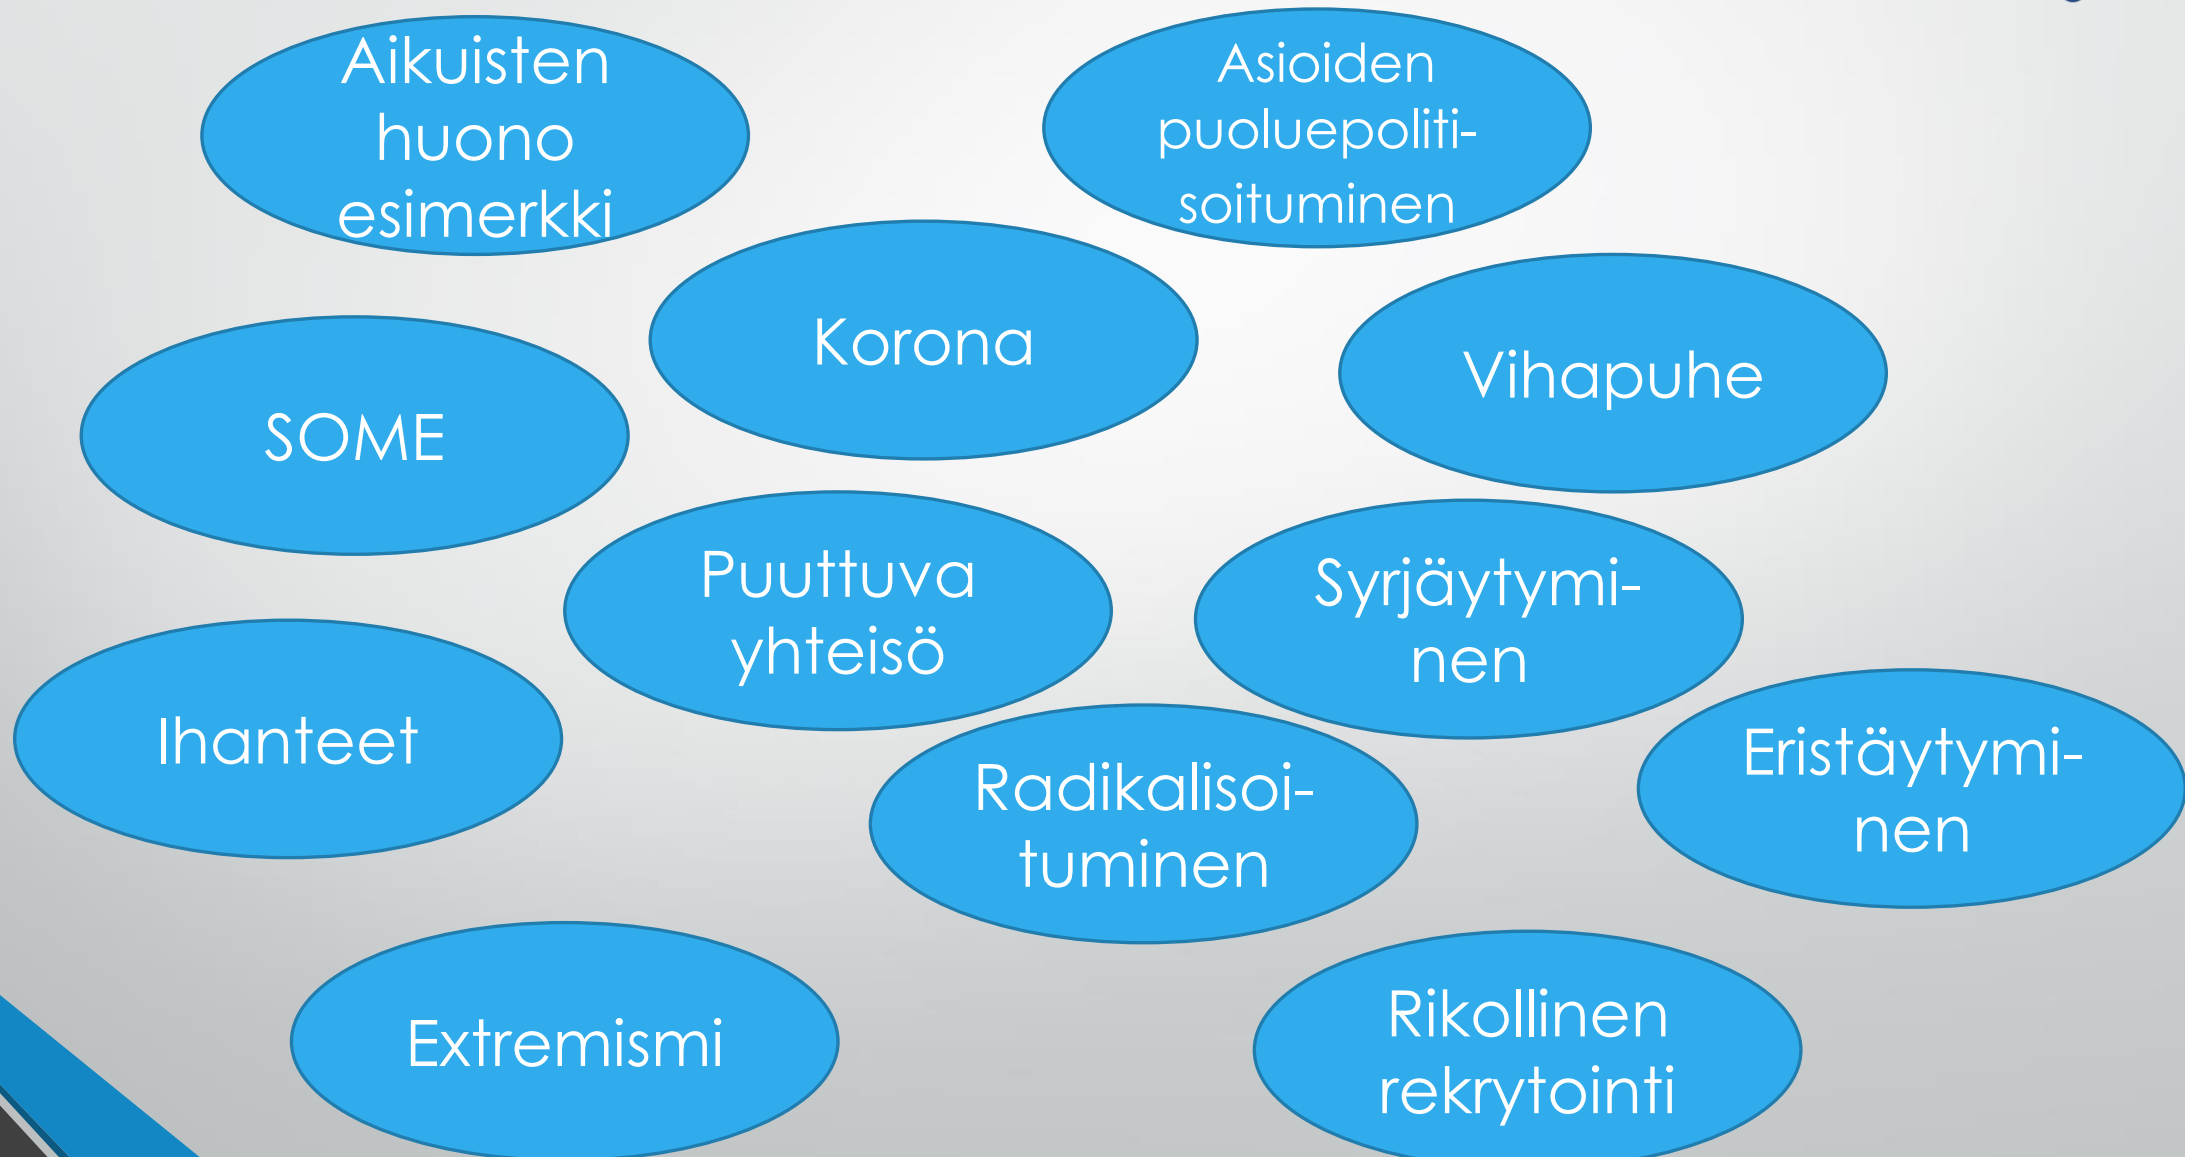 Aikuisten
huono
esimerkki
Asioiden
puoluepoliti-
soituminen
Korona
Vihapuhe
SOME
Puuttuva
yhteisö
Syrjäytymi-
nen
Ihanteet
Radikalisoi-
tuminen
Eristäytymi-
nen
Extremismi
Rikollinen
rekrytointi